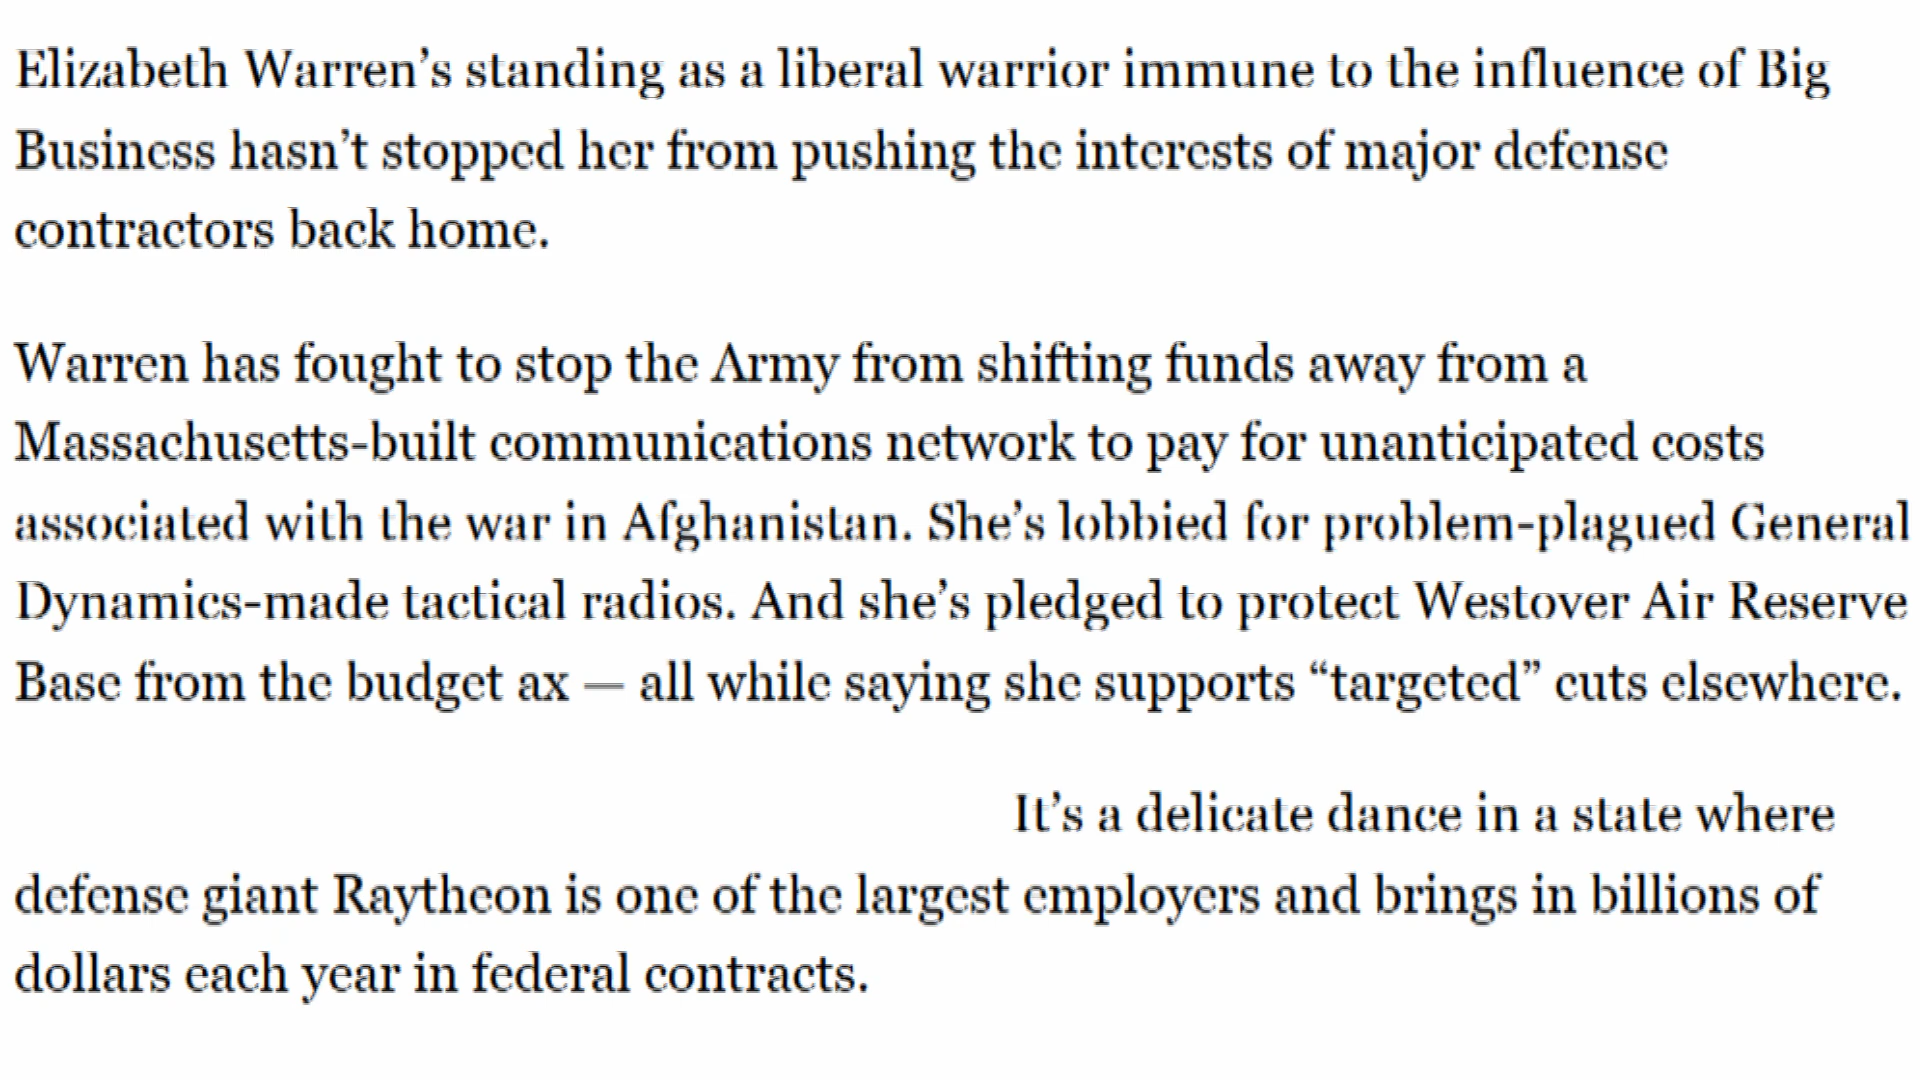 Elizabeth Warren’s standing as a liberal warrior immune to the influence of Big
Business hasn’t stopped her from pushing the interests of major defense
contractors back home.
Warren has fought to stop the Army from shifting funds away from a
Massachusetts-built communications network to pay for unanticipated costs
associated with the war in Afghanistan. She’s lobbied for problem-plagued General
Dynamics-made tactical radios. And she’s pledged to protect Westover Air Reserve
Base from the budget ax — all while saying she supports “targeted” cuts elsewhere.
It’s a delicate dance in a state where
defense giant Raytheon is one of the largest employers and brings in billions of
dollars each year in federal contracts.